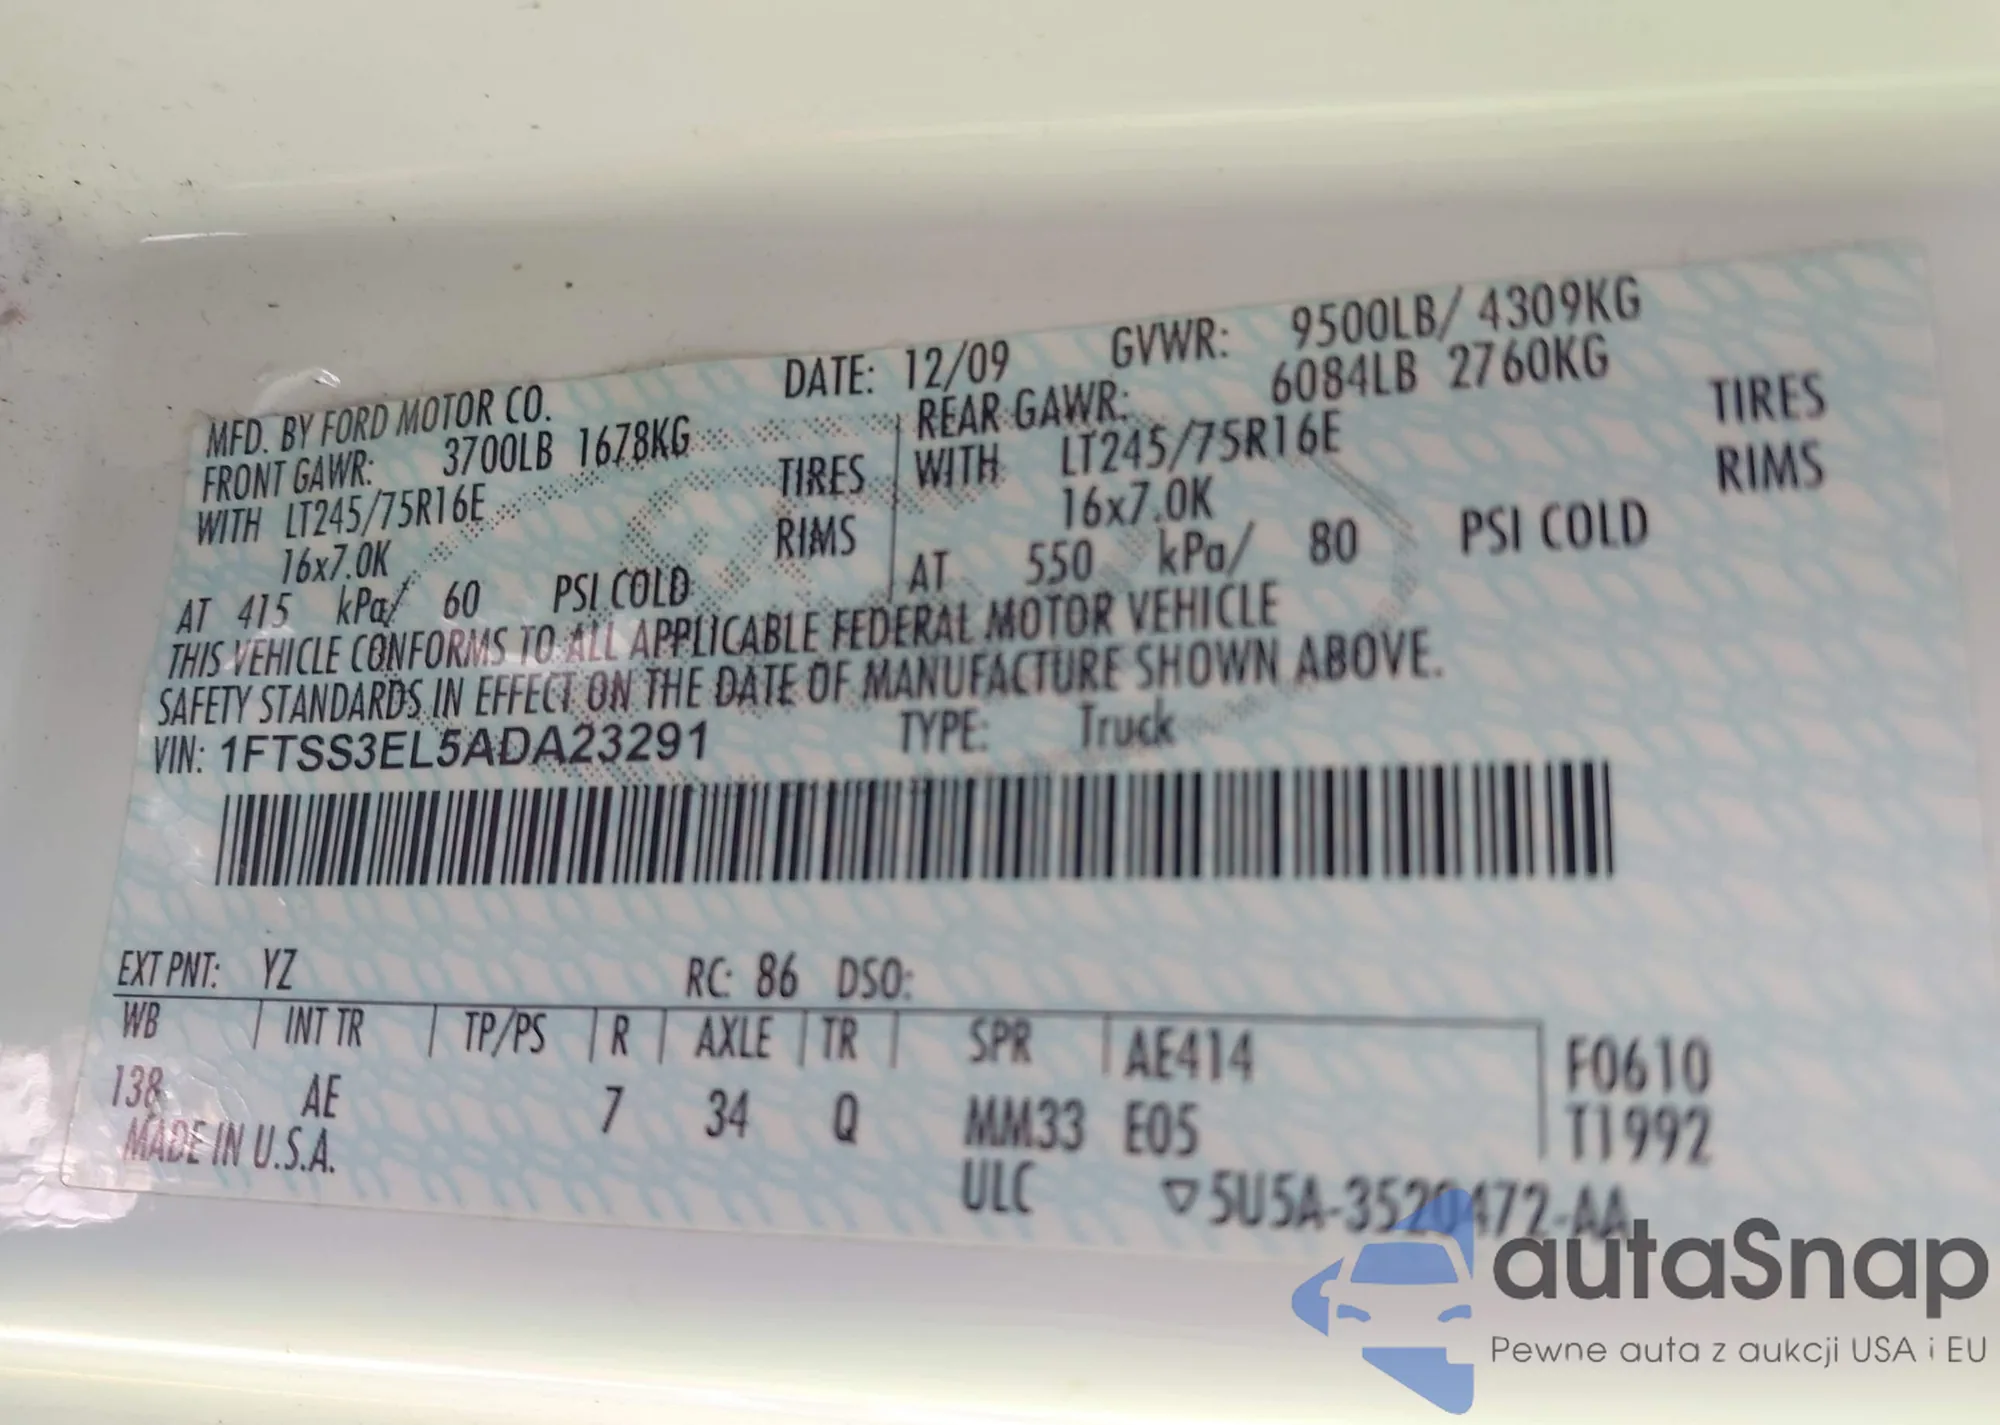 MFD. BY FORD MOTOR CO. DATE: 12/09 GVWR: 9500LB/ 4309KG
FRONT GAWR: 3700LB 1678KG REAR GAWR: 6084LB 2760KG
WITH LT245/75R16E TIRES WITH LT245/75R16E TIRES
16x7.0K RIMS 16x7.0K RIMS
AT 415 kPa/ 60 PSI COLD AT 550 kPa/ 80 PSI COLD
THIS VEHICLE CONFORMS TO ALL APPLICABLE FEDERAL MOTOR VEHICLE
SAFETY STANDARDS IN EFFECT ON THE DATE OF MANUFACTURE SHOWN ABOVE.
VIN: 1FTSS3EL5ADA23291 TYPE: Truck
EXT PNT: YZ RC: 86 DSO:
WB INT TR TP/PS R AXLE TR SPR AE414 F0610
138 AE 7 34 Q MM33 E05 T1992
MADE IN U.S.A. ULC ▽5U5A-3520472-AA
autaSnap
Pewne auta z aukcji USA i EU